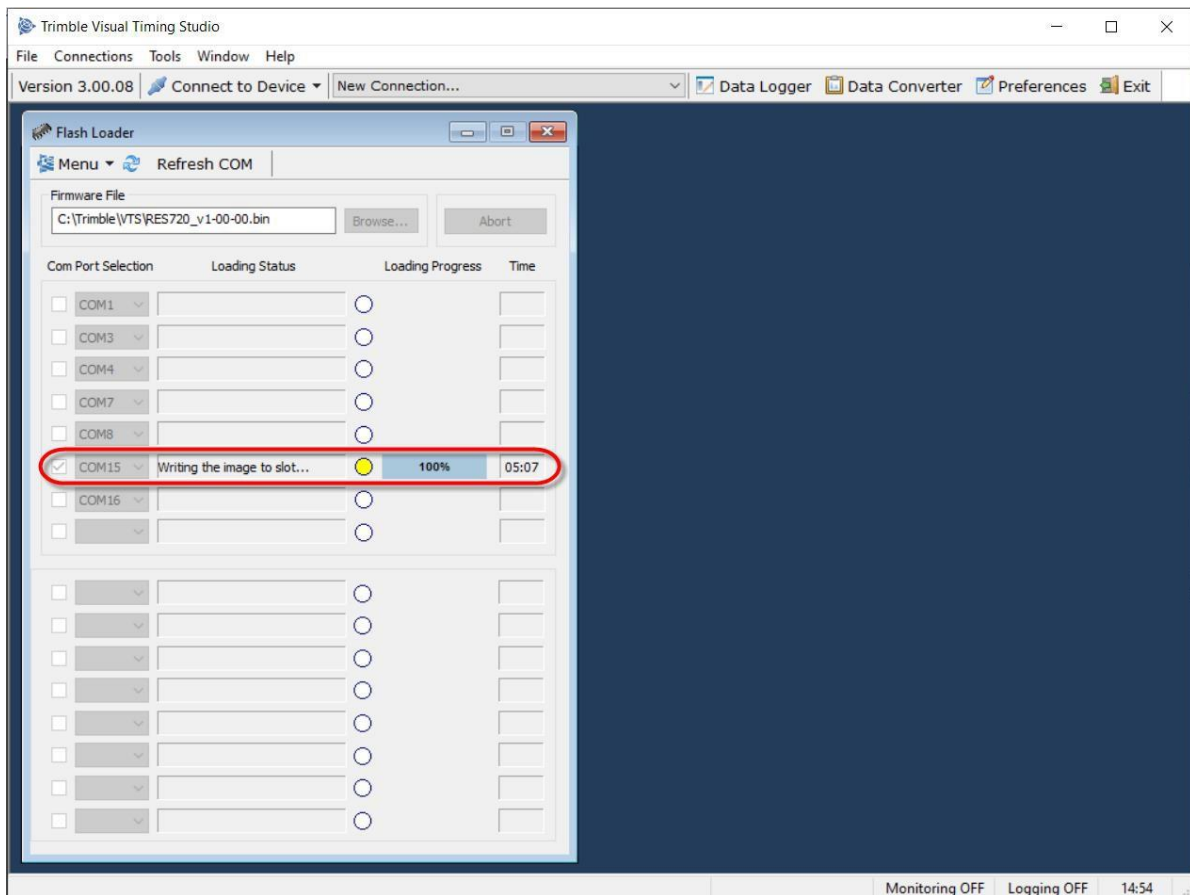 Trimble Visual Timing Studio
File Connections Tools Window Help
Version 3.00.08 Connect to Device New Connection... Data Logger Data Converter Preferences Exit
Flash Loader
Menu Refresh COM
Firmware File
C:\Trimble\VTS\RES720_v1-00-00.bin Browse... Abort
Com Port Selection Loading Status Loading Progress Time
COM1
COM3
COM4
COM7
COM8
COM15 Writing the image to slot... 100% 05:07
COM16
Monitoring OFF Logging OFF 14:54